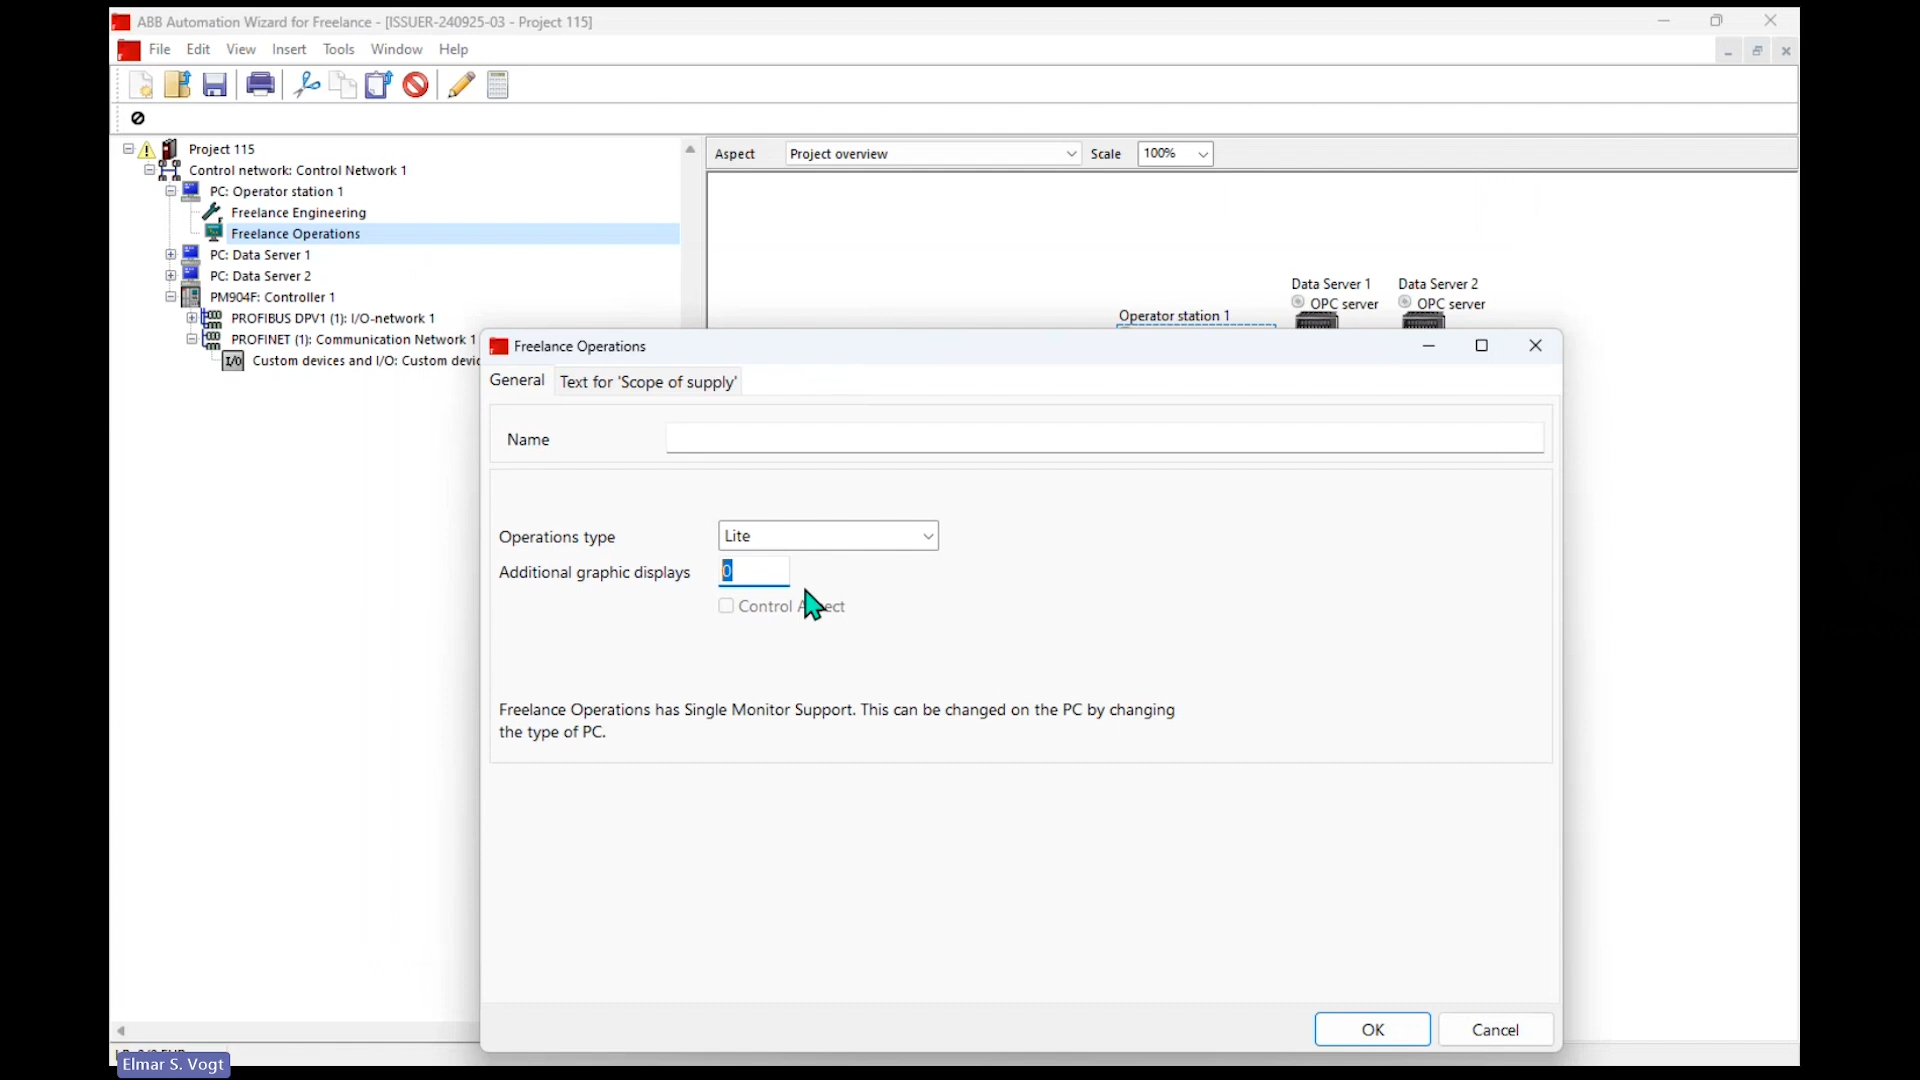 ABB Automation Wizard for Freelance - [ISSUER-240925-03 - Project 115]
File Edit View Insert Tools Window Help
Project 115
Control network: Control Network 1
PC: Operator station 1
Freelance Engineering
Freelance Operations
PC: Data Server 1
PC: Data Server 2
PM904F: Controller 1
PROFIBUS DPV1 (1): I/O-network 1
PROFINET (1): Communication Network 1
I/O Custom devices and I/O: Custom devic
Aspect Project overview Scale 100%
Data Server 1 Data Server 2
OPC server OPC server
Operator station 1
Freelance Operations
General Text for 'Scope of supply'
Name
Operations type Lite
Additional graphic displays 0
Control
Freelance Operations has Single Monitor Support. This can be changed on the PC by changing
the type of PC.
OK Cancel
Elmar S. Vogt